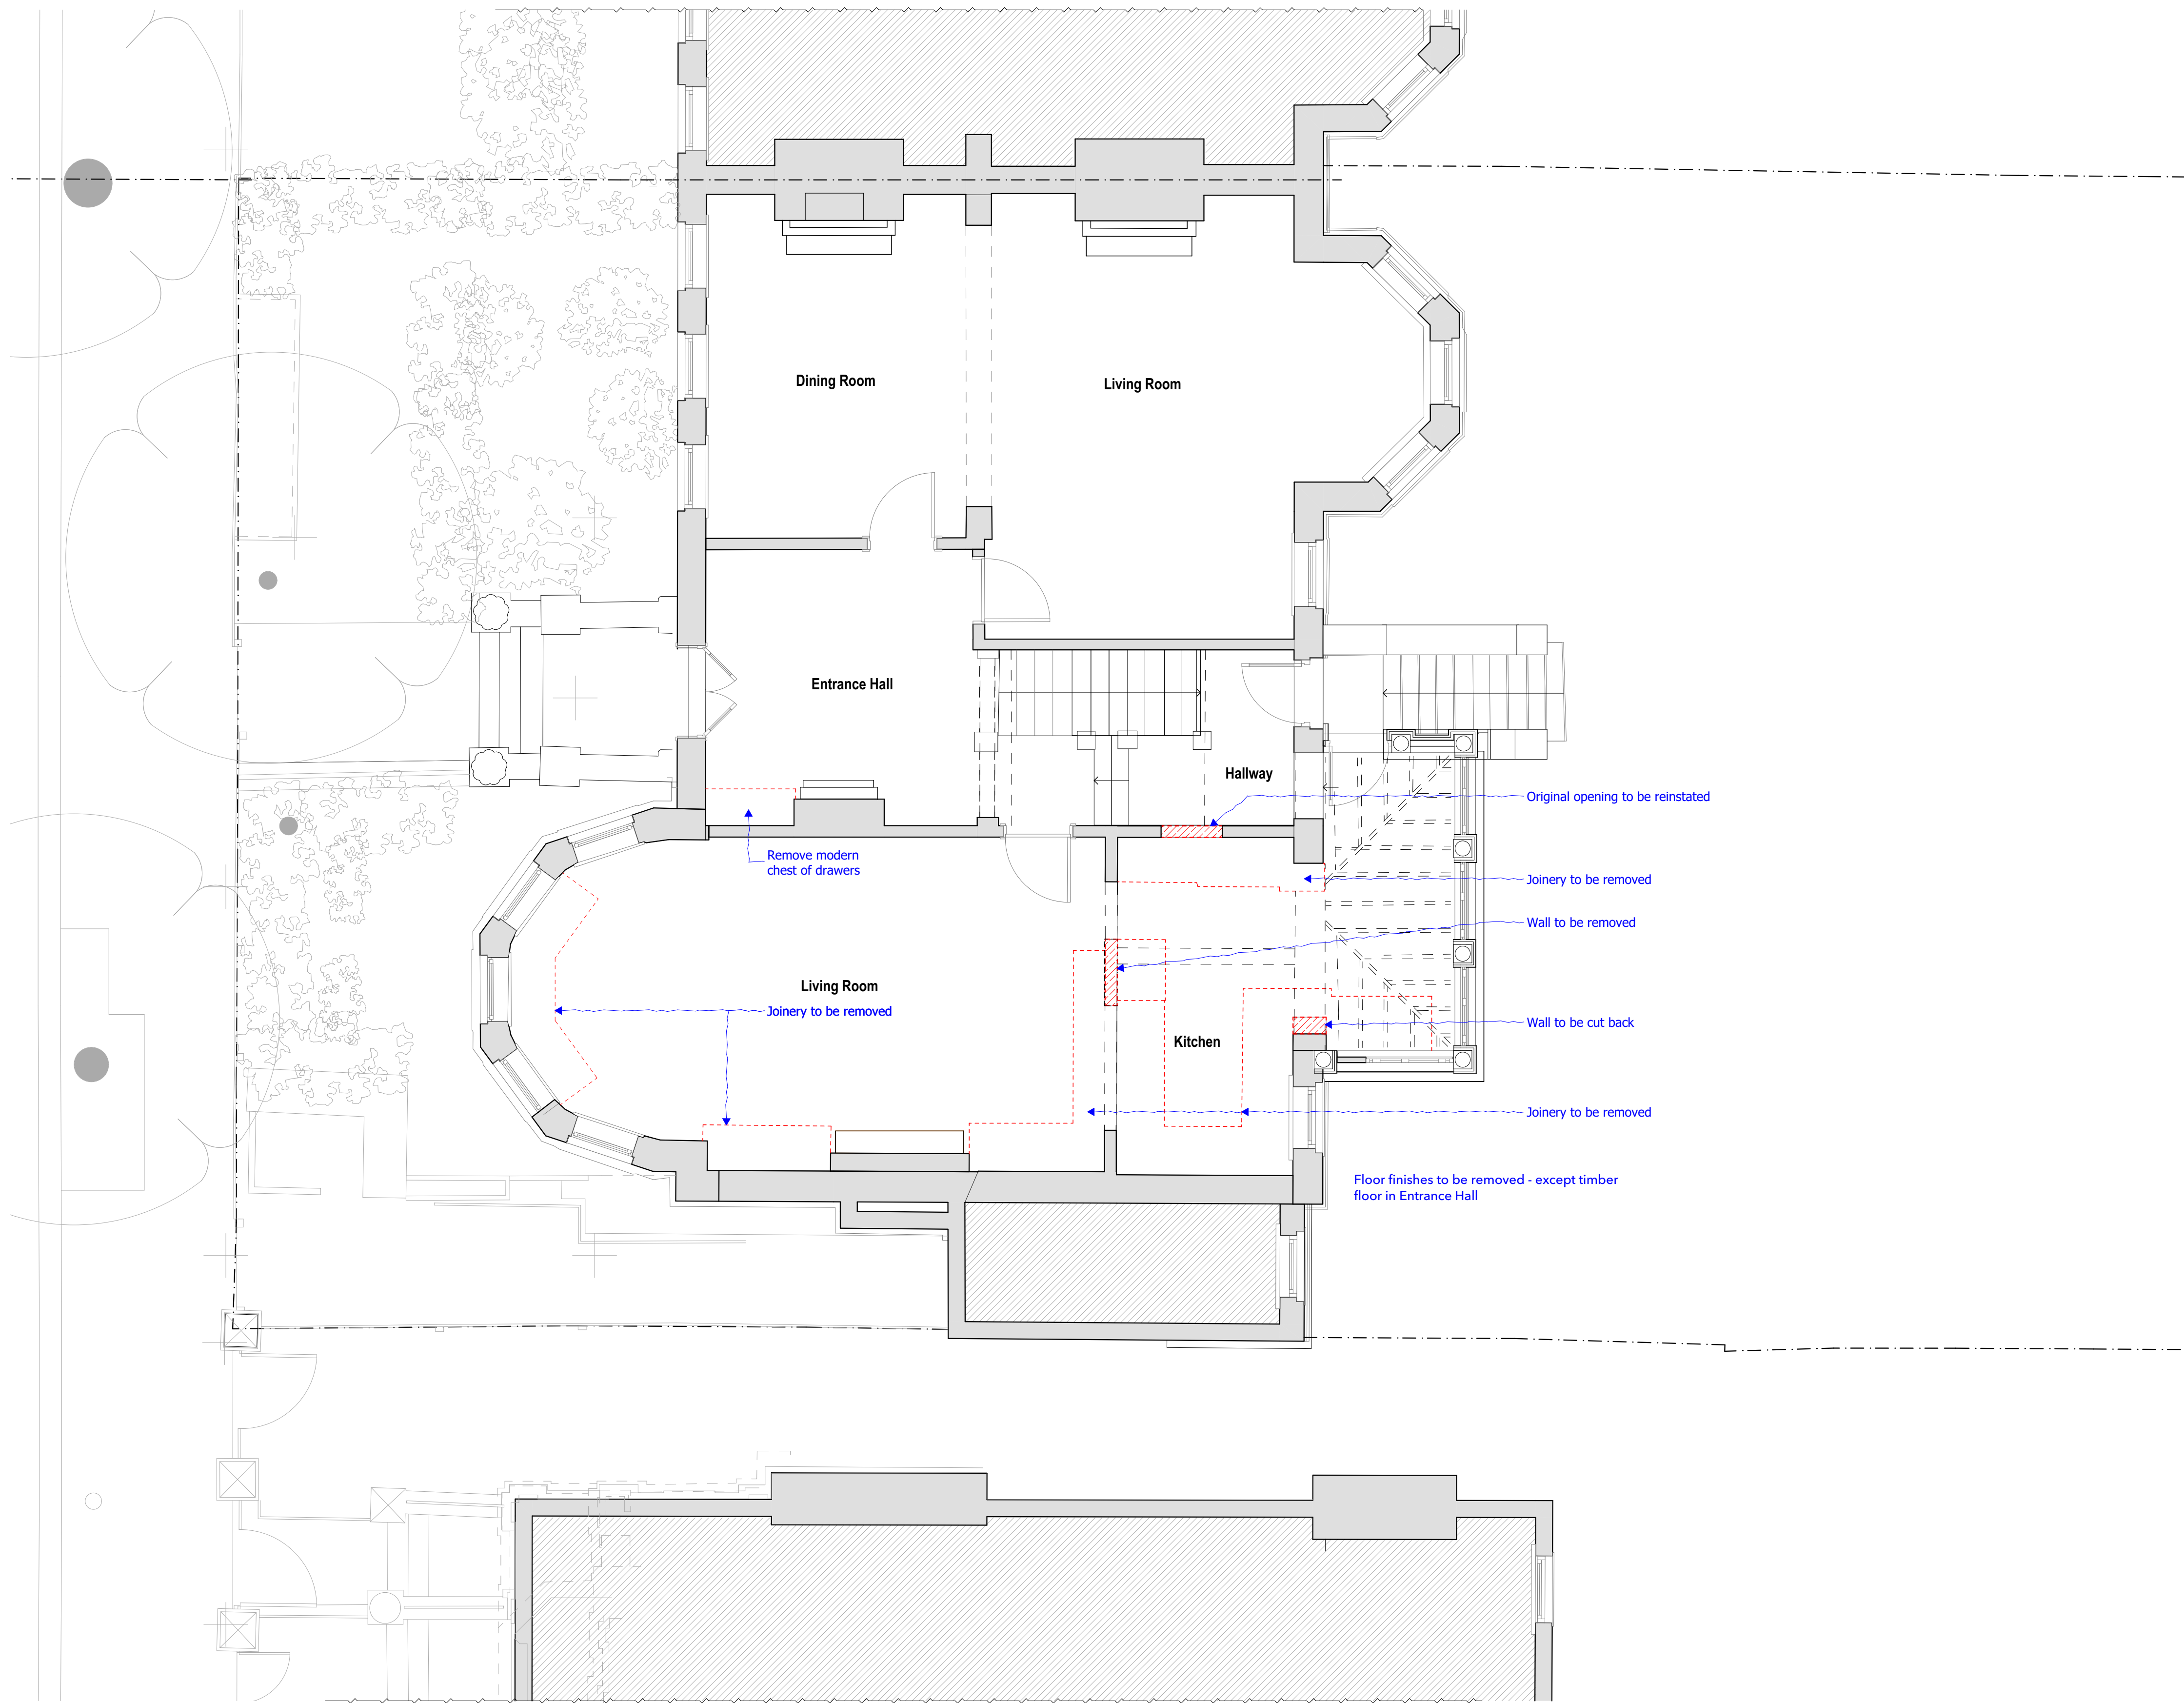 Dining Room
Living Room
Entrance Hall
Hallway
Original opening to be reinstated
Remove modern
chest of drawers
Joinery to be removed
Wall to be removed
Living Room
Joinery to be removed
Wall to be cut back
Kitchen
Joinery to be removed
Floor finishes to be removed - except timber
floor in Entrance Hall